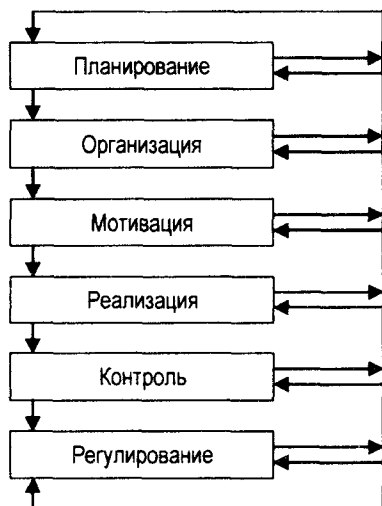 Планирование
Организация
Мотивация
Реализация
Контроль
Регулирование